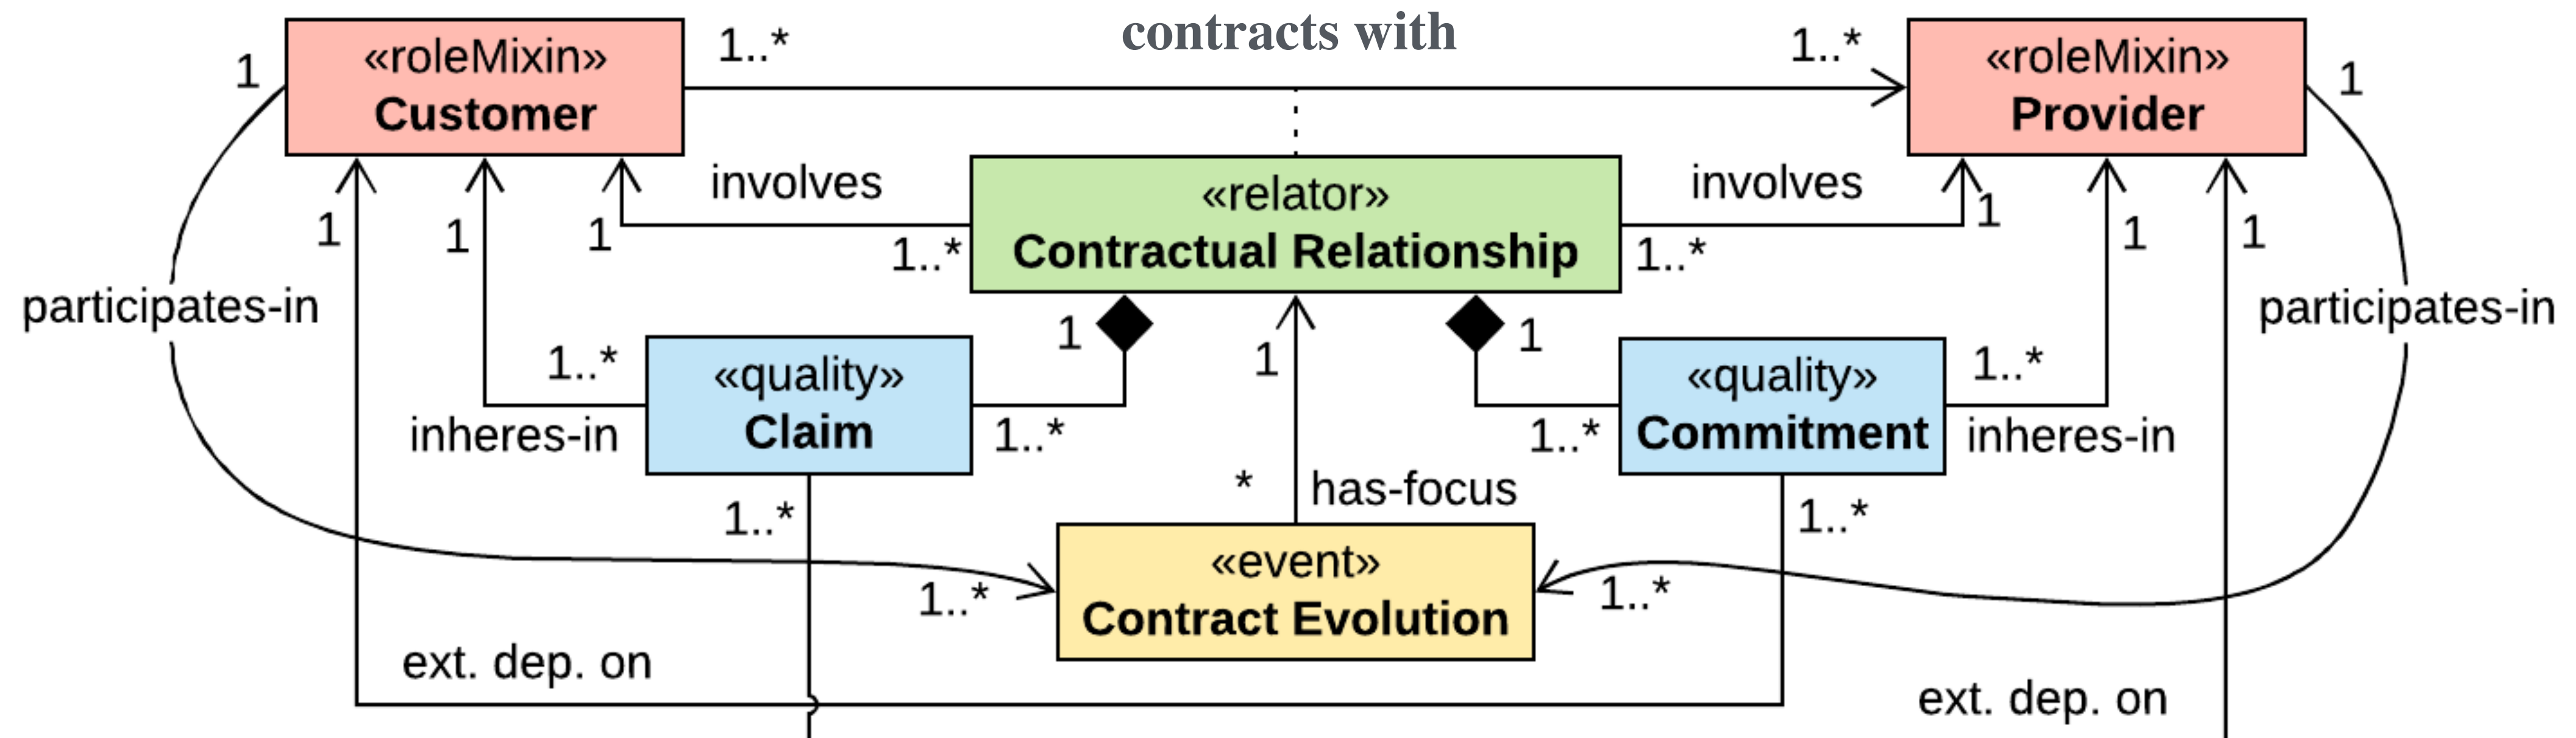 contracts with
«roleMixin»
Customer
«roleMixin»
Provider
1
1..*
1..*
1
involves
involves
«relator»
Contractual Relationship
1
1
1
1..*
1..*
1
1
1
participates-in
participates-in
1
1
1
1..*
«quality»
Claim
«quality»
Commitment
1..*
inheres-in
1..*
1..*
inheres-in
*
has-focus
1..*
1..*
«event»
Contract Evolution
1..*
1..*
ext. dep. on
ext. dep. on